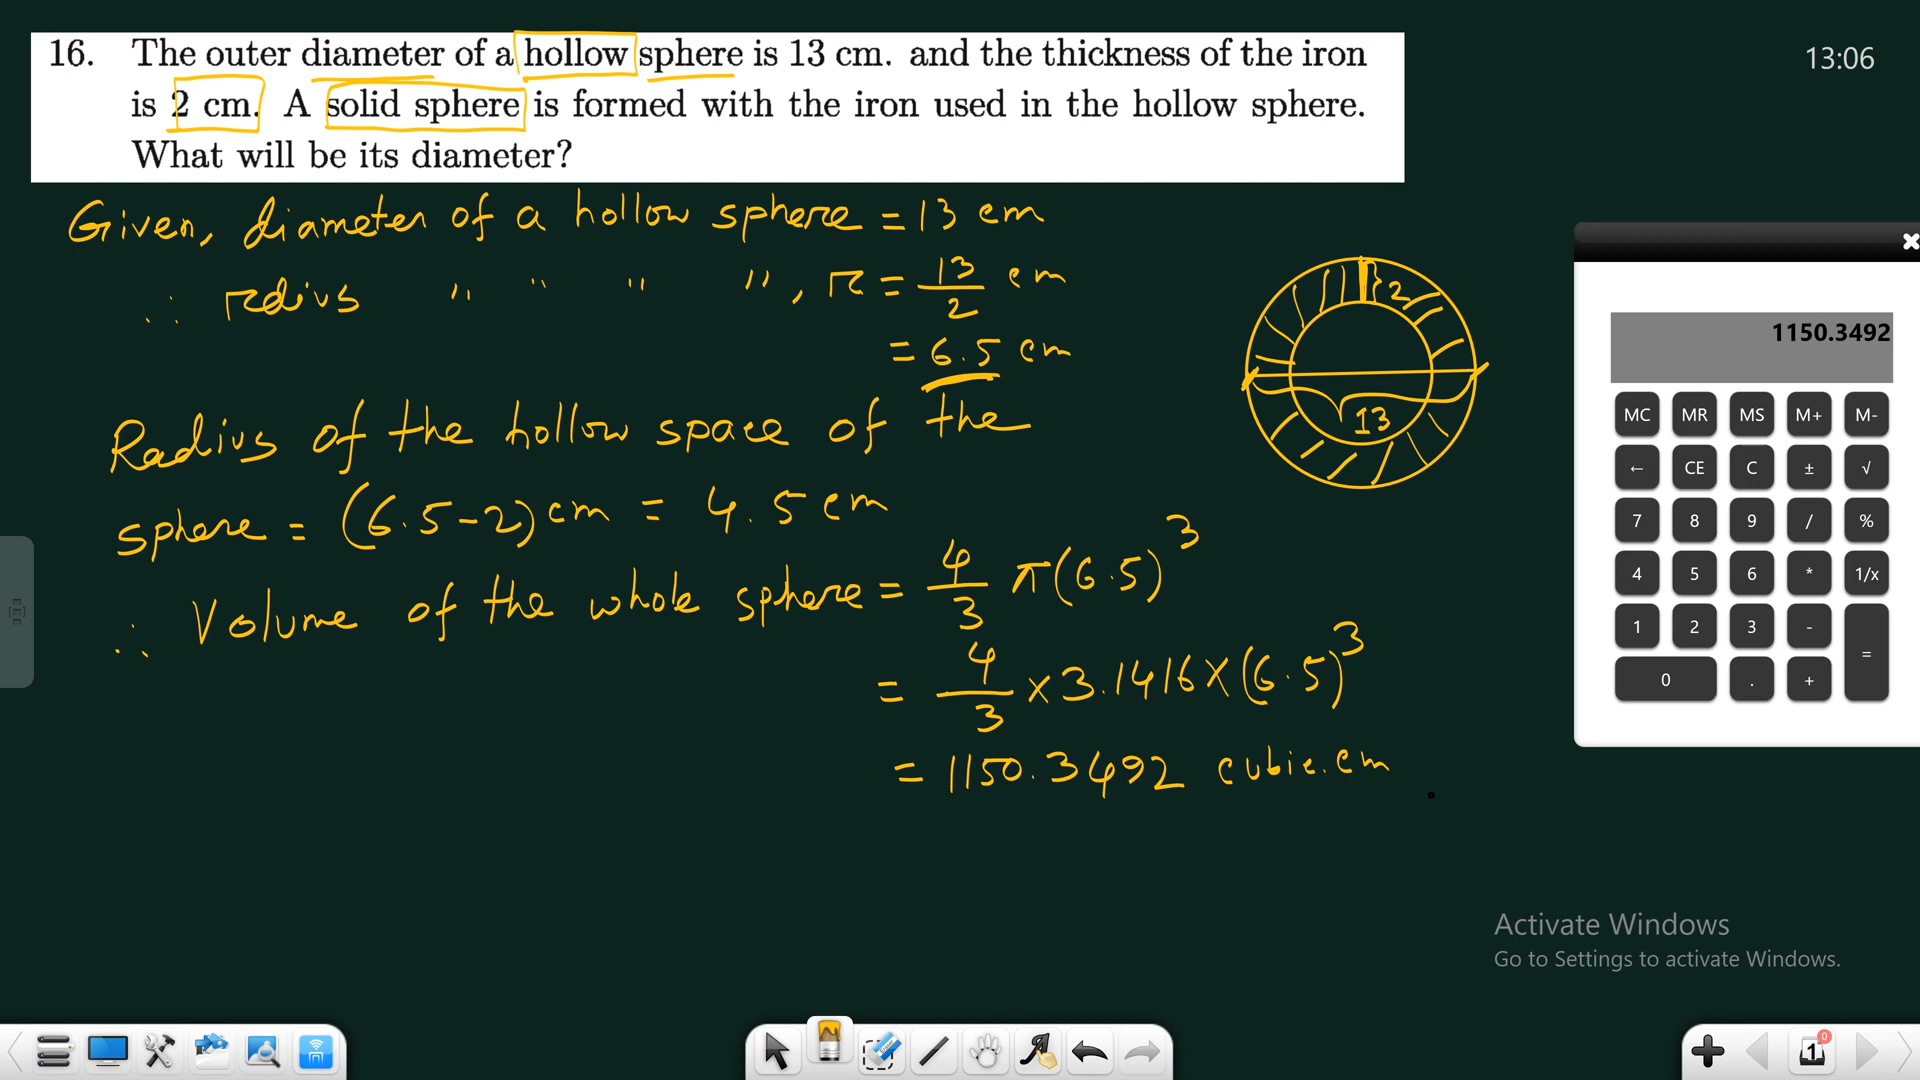 16. The outer diameter of a hollow sphere is 13 cm. and the thickness of the iron
is 2 cm. A solid sphere is formed with the iron used in the hollow sphere.
What will be its diameter?
13:06
Given, diameter of a hollow sphere = 13 cm
∴ radius " " " ", r = 13/2 cm
= 6.5 cm
2
13
Radius of the hollow space of the
sphere = (6.5-2) cm = 4.5 cm
∴ Volume of the whole sphere = 4/3 π(6.5)³
= 4/3 × 3.1416 × (6.5)³
= 1150.3492 cubic.cm
1150.3492
MC MR MS M+ M-
← CE C ± √
7 8 9 / %
4 5 6 * 1/x
1 2 3 - =
0 . +
Activate Windows
Go to Settings to activate Windows.
1
0